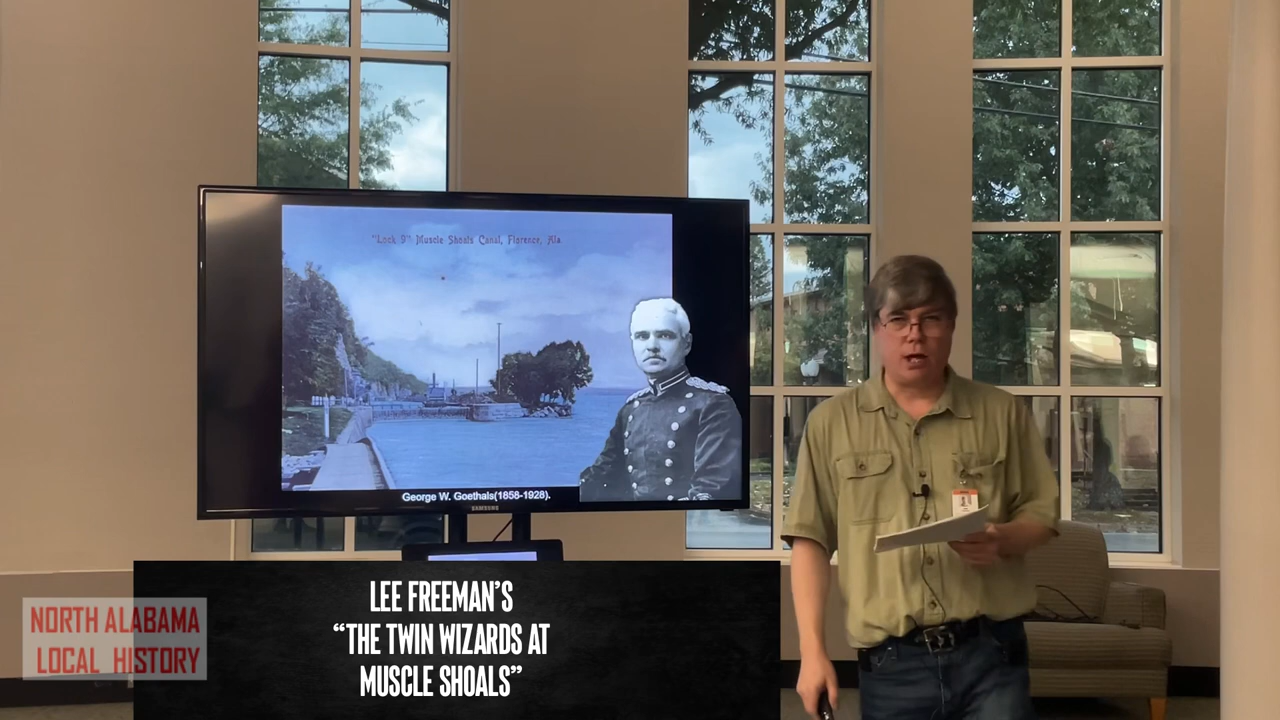 "Lock 9" Muscle Shoals Canal, Florence, Ala.
George W. Goethals(1858-1928).
SAMSUNG
LEE FREEMAN'S
“THE TWIN WIZARDS AT
MUSCLE SHOALS”
NORTH ALABAMA
LOCAL HISTORY